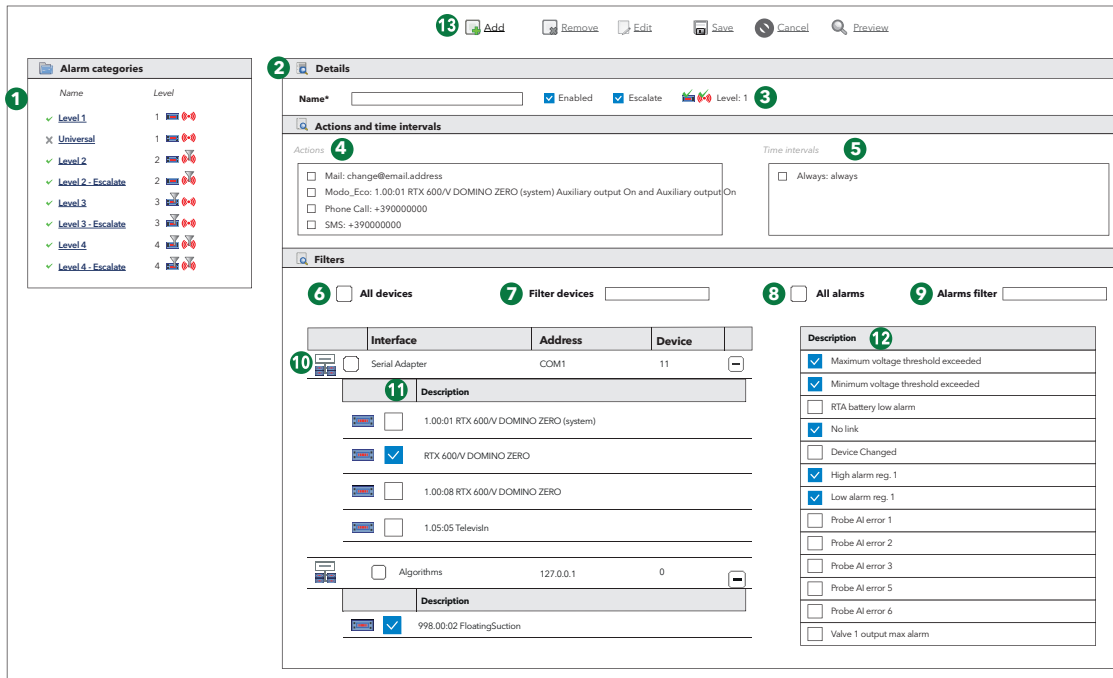 13 Add Remove Edit Save Cancel Preview
1 Alarm categories
Name Level
Level 1 1
Universal 1
Level 2 2
Level 2 - Escalate 2
Level 3 3
Level 3 - Escalate 3
Level 4 4
Level 4 - Escalate 4
2 Details
Name* Enabled Escalate Level: 1 3
Actions and time intervals
Actions 4
Mail: change@email.address
Modo_Eco: 1.00:01 RTX 600/V DOMINO ZERO (system) Auxiliary output On and Auxiliary output On
Phone Call: +390000000
SMS: +390000000
Time intervals 5
Always: always
Filters
6 All devices 7 Filter devices 8 All alarms 9 Alarms filter
Interface Address Device
10 Serial Adapter COM1 11
11 Description
1.00:01 RTX 600/V DOMINO ZERO (system)
RTX 600/V DOMINO ZERO
1.00:08 RTX 600/V DOMINO ZERO
1.05:05 TelevisIn
Algorithms 127.0.0.1 0
Description
998.00:02 FloatingSuction
Description 12
Maximum voltage threshold exceeded
Minimum voltage threshold exceeded
RTA battery low alarm
No link
Device Changed
High alarm reg. 1
Low alarm reg. 1
Probe AI error 1
Probe AI error 2
Probe AI error 3
Probe AI error 5
Probe AI error 6
Valve 1 output max alarm